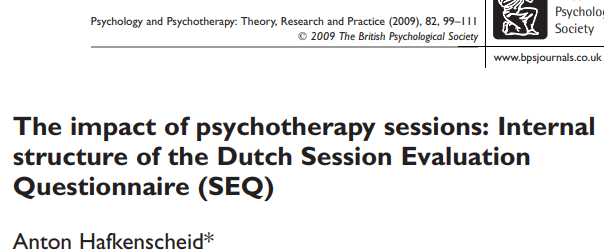 Psychology and Psychotherapy: Theory, Research and Practice (2009), 82, 99–111
© 2009 The British Psychological Society
Society
www.bpsjournals.co.uk
The impact of psychotherapy sessions: Internal
structure of the Dutch Session Evaluation
Questionnaire (SEQ)
Anton Hafkenscheid*